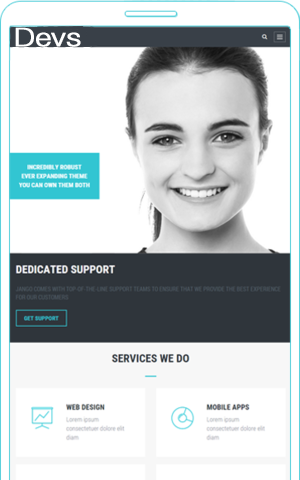 Devs
INCREDIBLY ROBUST
EVER EXPANDING THEME
YOU CAN OWN THEM BOTH
DEDICATED SUPPORT
JANGO COMES WITH TOP-OF-THE-LINE SUPPORT TEAMS TO ENSURE THAT WE PROVIDE THE BEST EXPERIENCE
FOR OUR CUSTOMERS
GET SUPPORT
SERVICES WE DO
WEB DESIGN
Lorem ipsum
consectetuer dolore elit
diam
MOBILE APPS
Lorem ipsum
consectetuer dolore elit
diam